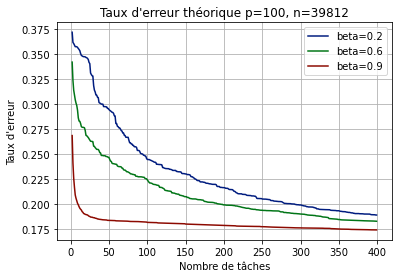 Taux d'erreur théorique p=100, n=39812
0.375
0.350
0.325
0.300
0.275
0.250
0.225
0.200
0.175
Taux d'erreur
beta=0.2
beta=0.6
beta=0.9
0 50 100 150 200 250 300 350 400
Nombre de tâches